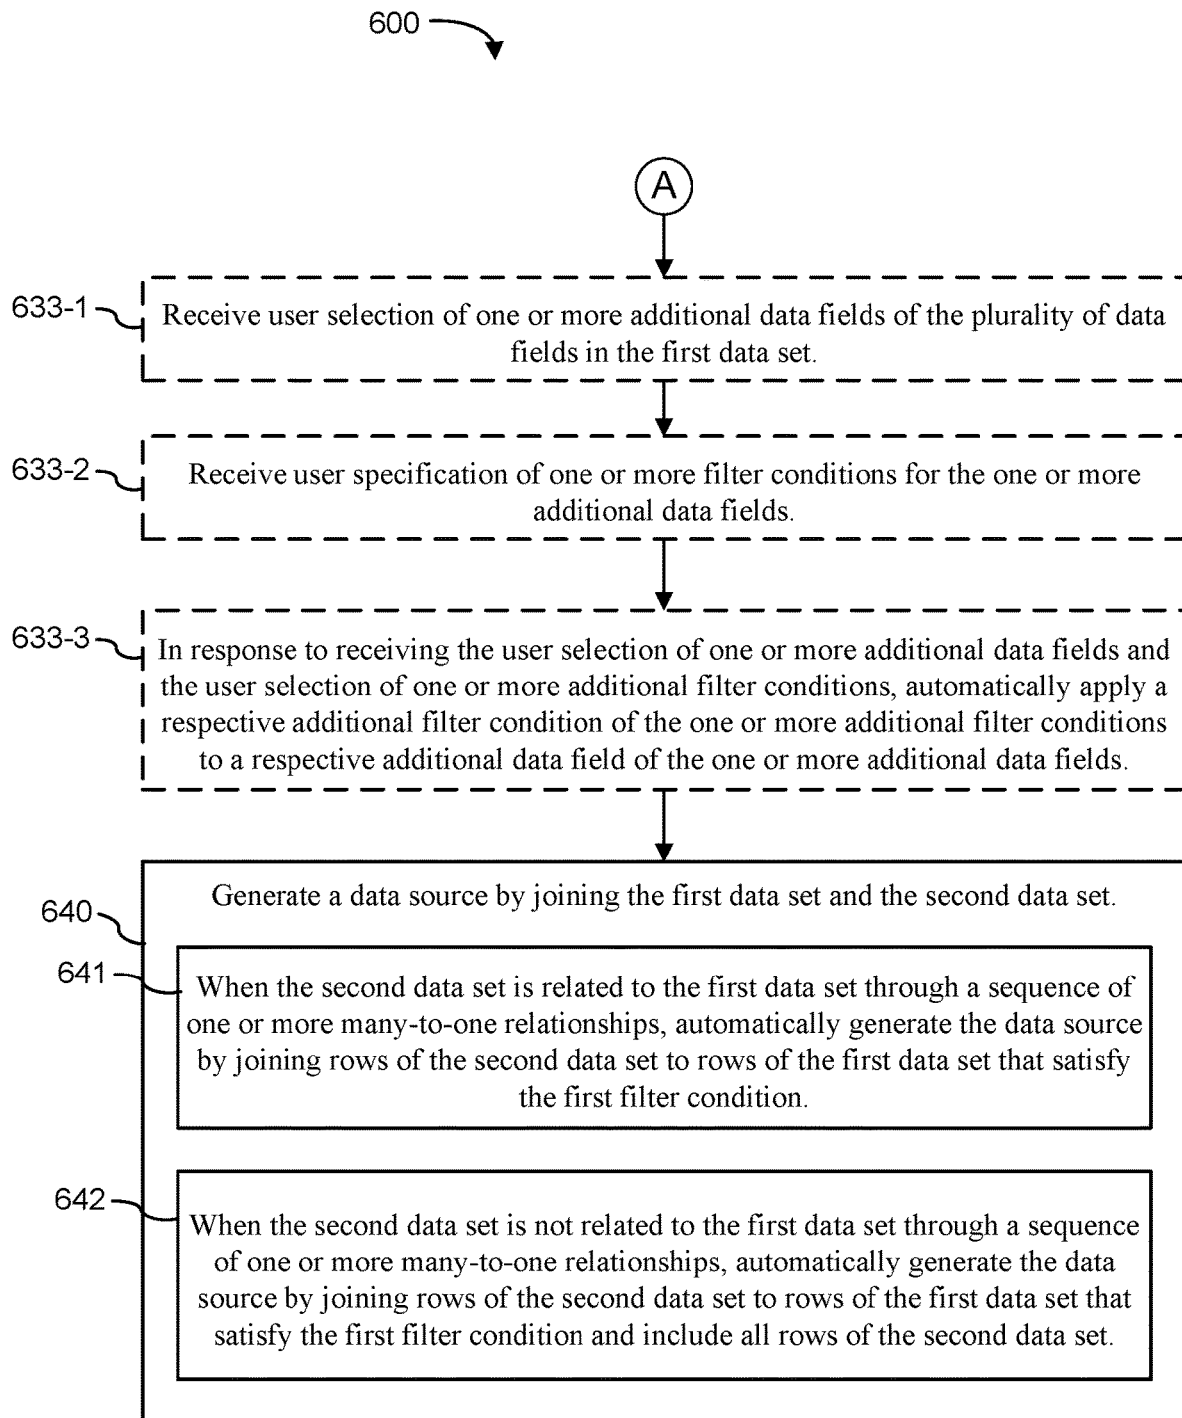 600
A
633-1
Receive user selection of one or more additional data fields of the plurality of data
fields in the first data set.
633-2
Receive user specification of one or more filter conditions for the one or more
additional data fields.
633-3
In response to receiving the user selection of one or more additional data fields and
the user selection of one or more additional filter conditions, automatically apply a
respective additional filter condition of the one or more additional filter conditions
to a respective additional data field of the one or more additional data fields.
640
Generate a data source by joining the first data set and the second data set.
641
When the second data set is related to the first data set through a sequence of
one or more many-to-one relationships, automatically generate the data source
by joining rows of the second data set to rows of the first data set that satisfy
the first filter condition.
642
When the second data set is not related to the first data set through a sequence
of one or more many-to-one relationships, automatically generate the data
source by joining rows of the second data set to rows of the first data set that
satisfy the first filter condition and include all rows of the second data set.